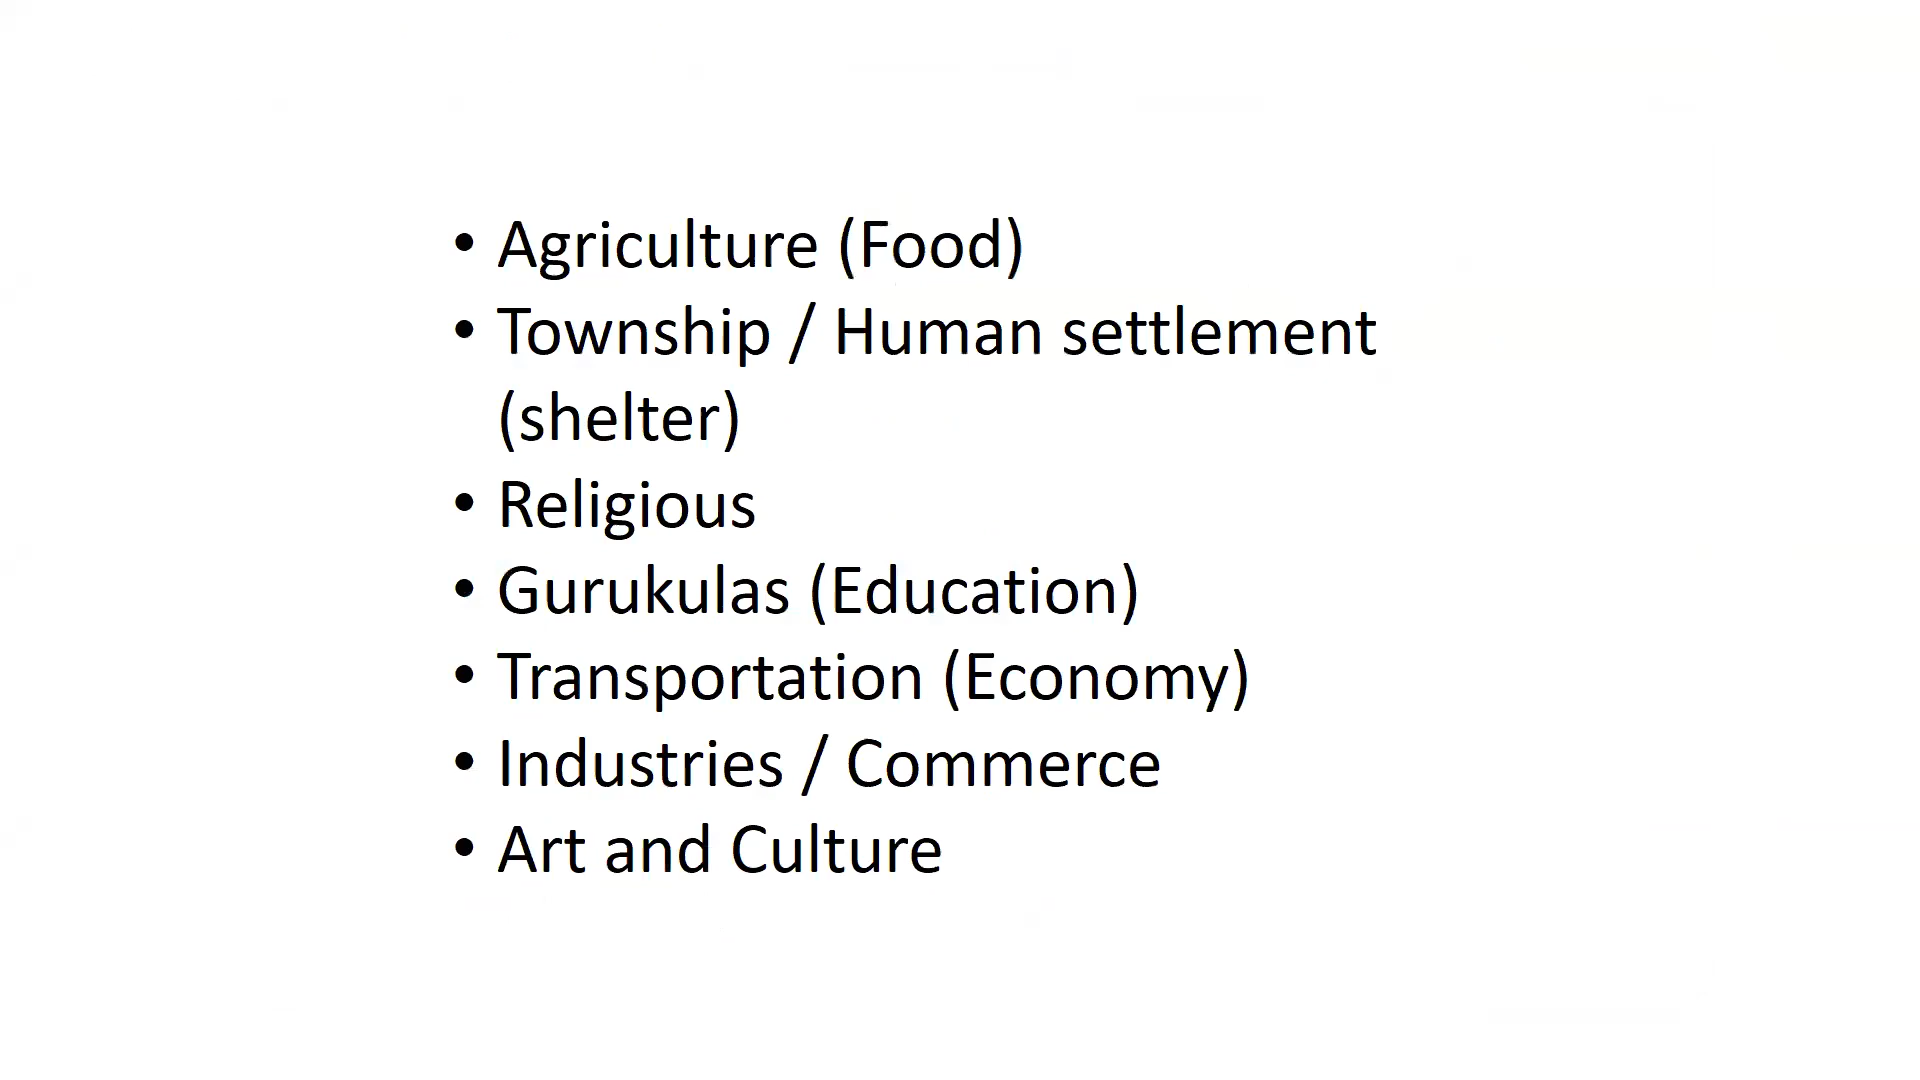 • Agriculture (Food)
• Township / Human settlement
(shelter)
• Religious
• Gurukulas (Education)
• Transportation (Economy)
• Industries / Commerce
• Art and Culture